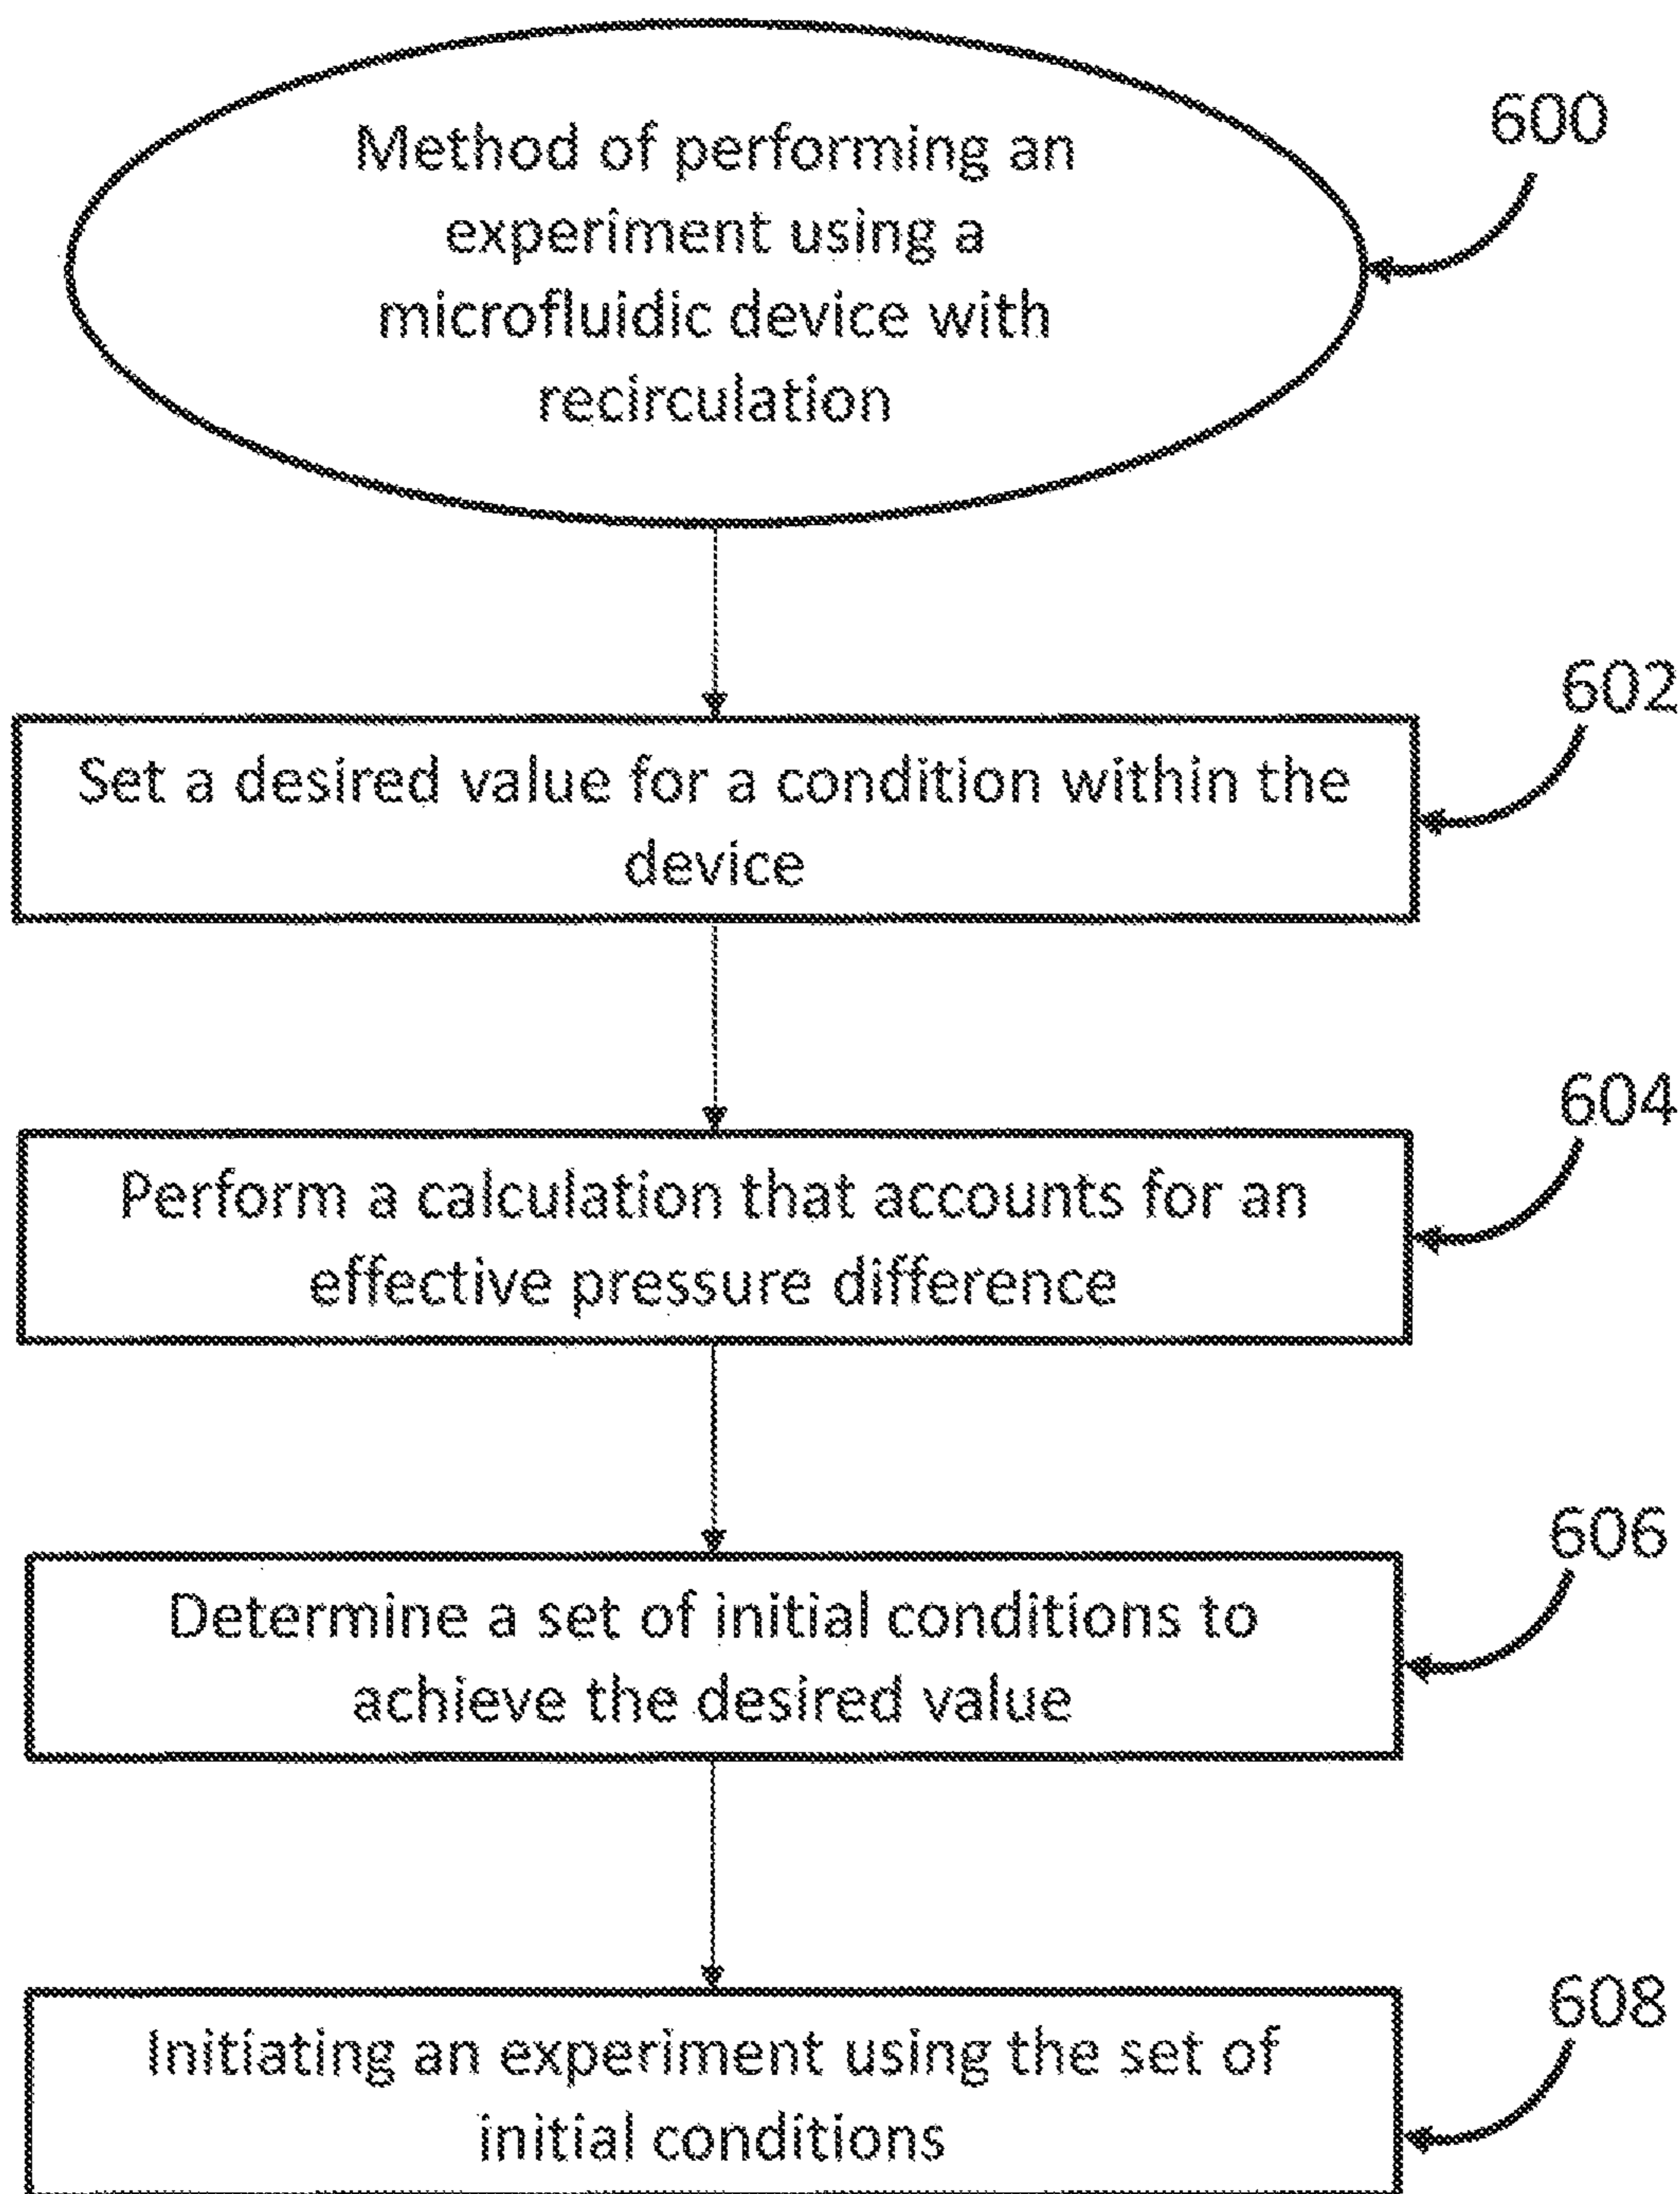 Method of performing an
experiment using a
microfluidic device with
recirculation
600
602
Set a desired value for a condition within the
device
604
Perform a calculation that accounts for an
effective pressure difference
606
Determine a set of initial conditions to
achieve the desired value
608
Initiating an experiment using the set of
initial conditions